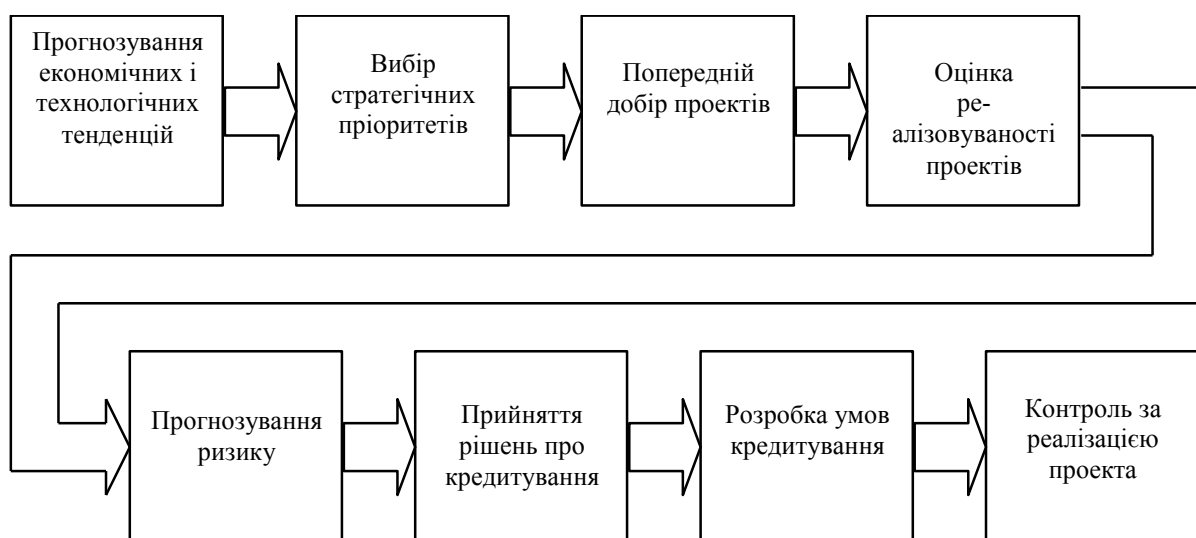 Прогнозування
економічних і
технологічних
тенденцій
Вибір
стратегічних
пріоритетів
Попередній
добір проектів
Оцінка
ре-
алізовуваності
проектів
Прогнозування
ризику
Прийняття
рішень про
кредитування
Розробка умов
кредитування
Контроль за
реалізацією
проекта